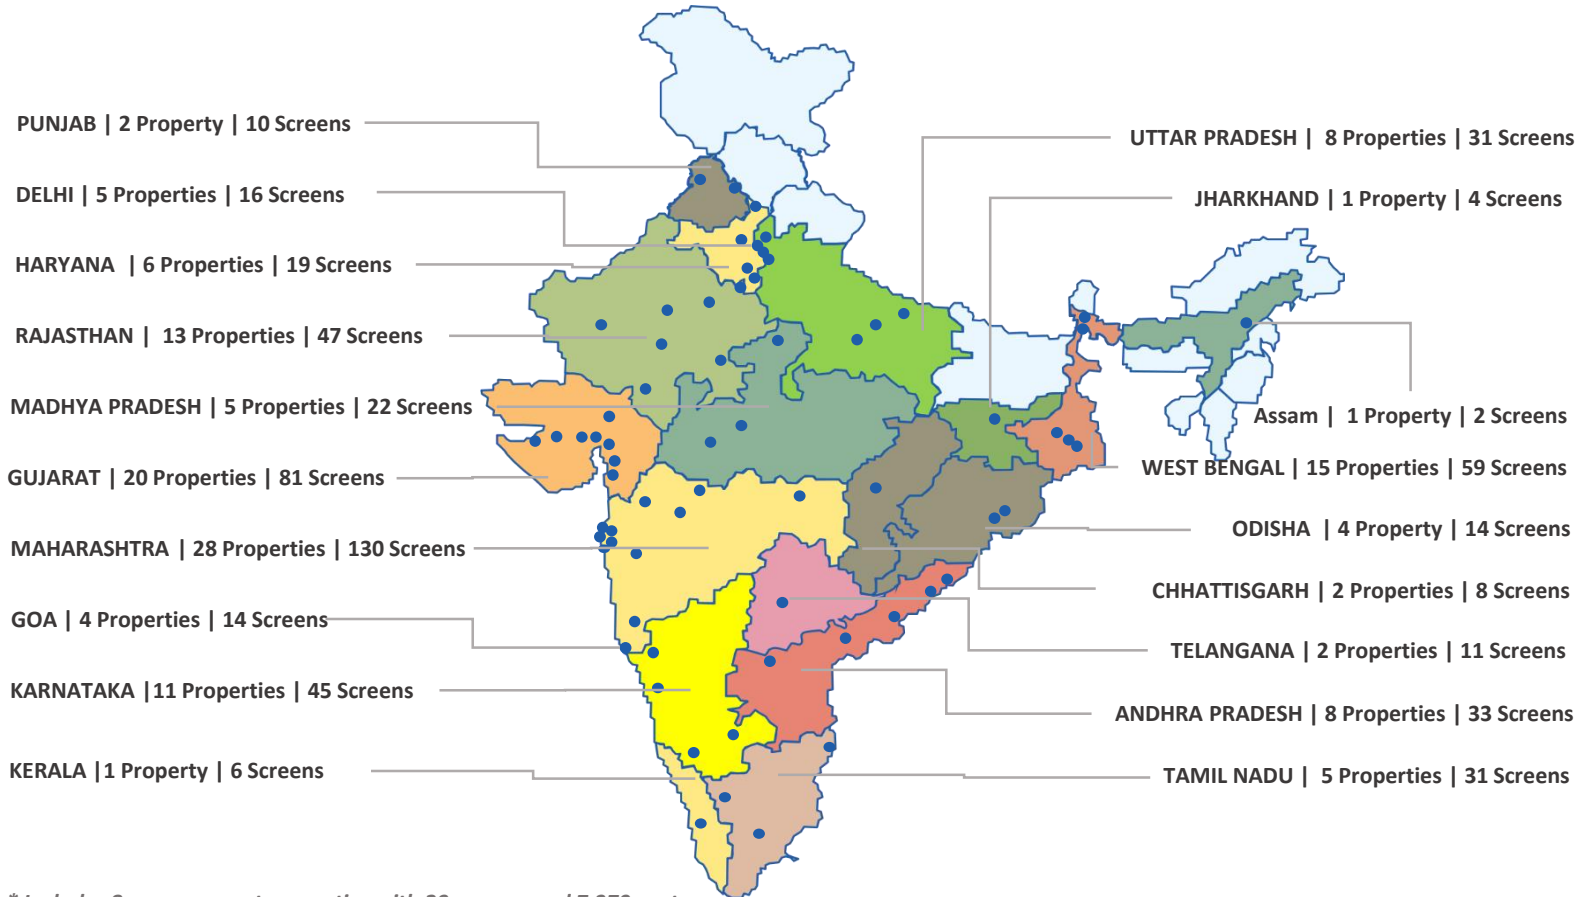 PUNJAB | 2 Property | 10 Screens
DELHI | 5 Properties | 16 Screens
HARYANA | 6 Properties | 19 Screens
RAJASTHAN | 13 Properties | 47 Screens
MADHYA PRADESH | 5 Properties | 22 Screens
GUJARAT | 20 Properties | 81 Screens
MAHARASHTRA | 28 Properties | 130 Screens
GOA | 4 Properties | 14 Screens
KARNATAKA |11 Properties | 45 Screens
KERALA |1 Property | 6 Screens
UTTAR PRADESH | 8 Properties | 31 Screens
JHARKHAND | 1 Property | 4 Screens
Assam | 1 Property | 2 Screens
WEST BENGAL | 15 Properties | 59 Screens
ODISHA | 4 Property | 14 Screens
CHHATTISGARH | 2 Properties | 8 Screens
TELANGANA | 2 Properties | 11 Screens
ANDHRA PRADESH | 8 Properties | 33 Screens
TAMIL NADU | 5 Properties | 31 Screens